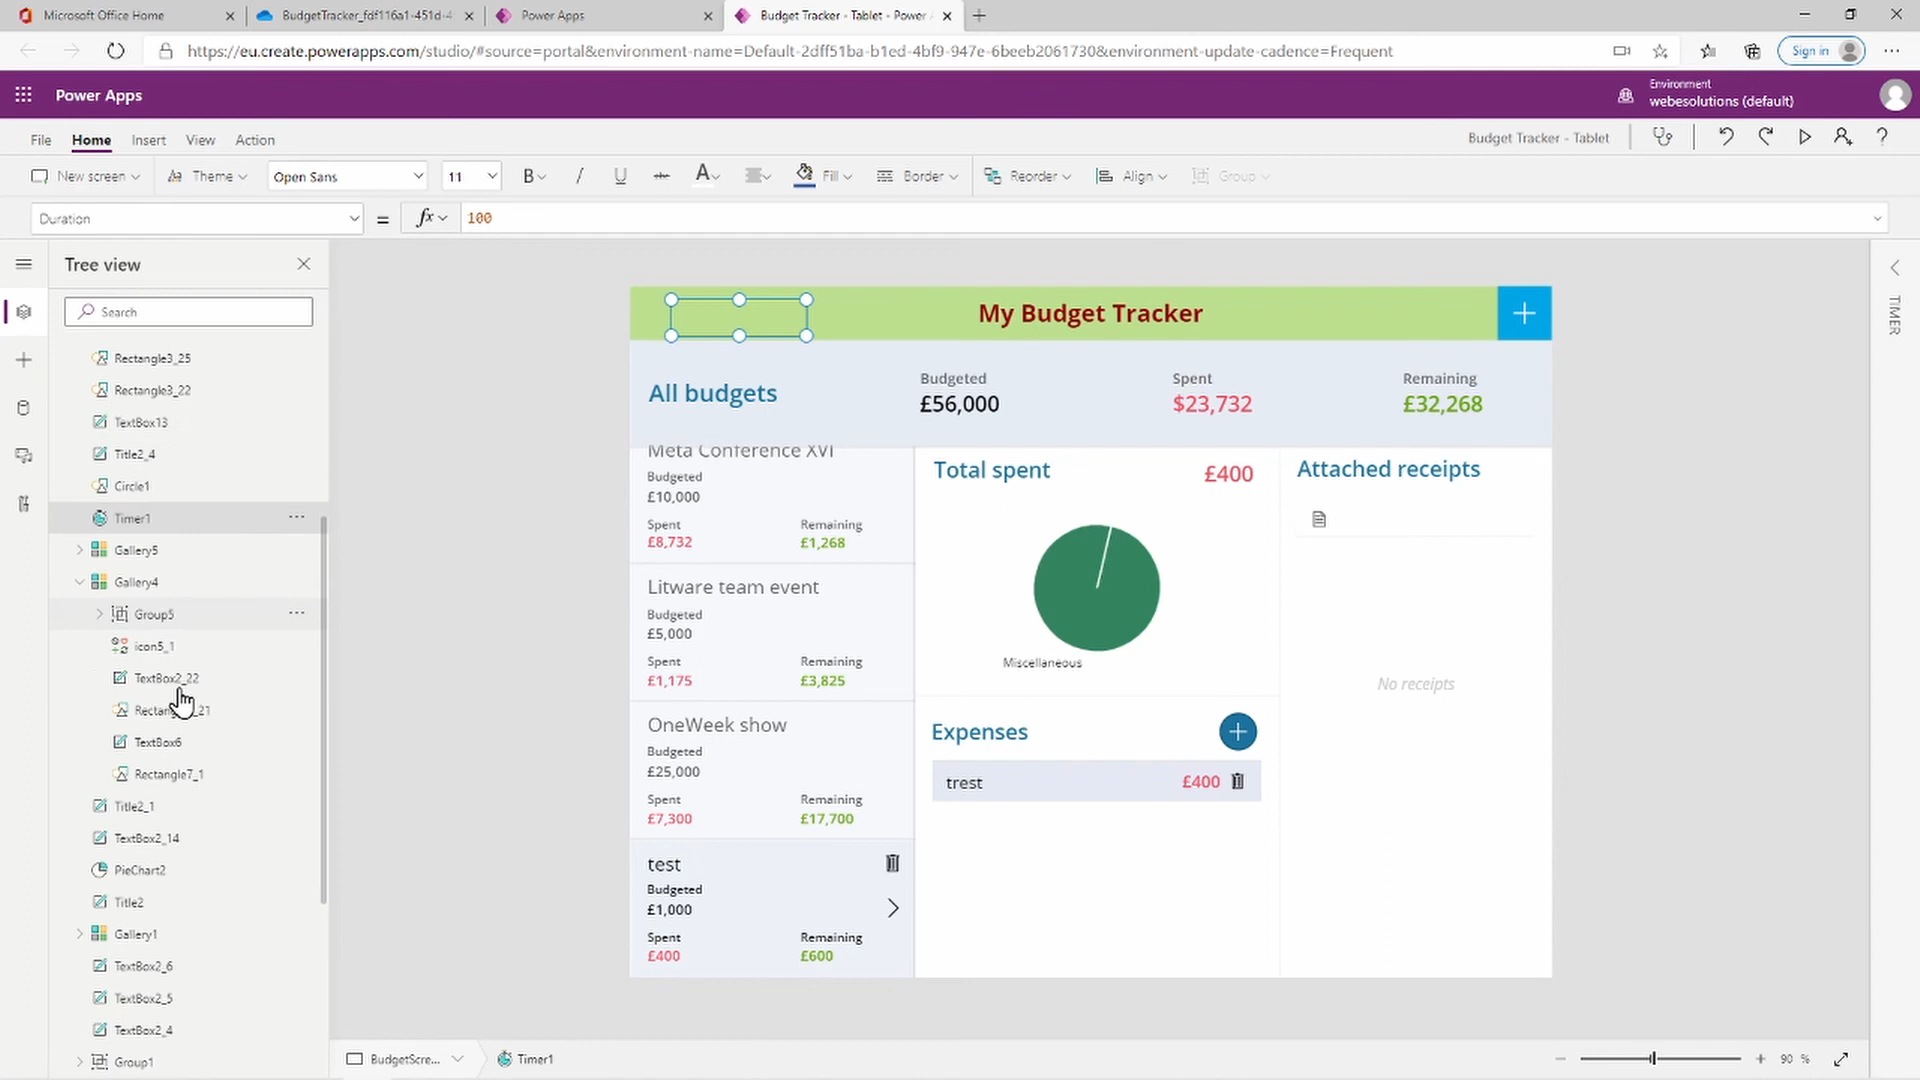 Microsoft Office Home
BudgetTracker_fdf116a1-451d-4
Power Apps
Budget Tracker - Tablet - Power
https://eu.create.powerapps.com/studio/#source=portal&environment-name=Default-2dff51ba-b1ed-4bf9-947e-6beeb2061730&environment-update-cadence=Frequent
Sign in
Power Apps
Environment
webesolutions (default)
File Home Insert View Action
Budget Tracker - Tablet
New screen Theme Open Sans 11 B / U abc A Fill Border Reorder Align Group
Duration = fx 100
Tree view
Search
Rectangle3_25
Rectangle3_22
TextBox13
Title2_4
Circle1
Timer1
Gallery5
Gallery4
Group5
icon5_1
TextBox2_22
TextBox6
Rectangle7_1
Title2_1
TextBox2_14
PieChart2
Title2
Gallery1
TextBox2_6
TextBox2_5
TextBox2_4
Group1
My Budget Tracker
All budgets
Budgeted
£56,000
Spent
$23,732
Remaining
£32,268
Meta Conference XVI
Budgeted
£10,000
Spent Remaining
£8,732 £1,268
Litware team event
Budgeted
£5,000
Spent Remaining
£1,175 £3,825
OneWeek show
Budgeted
£25,000
Spent Remaining
£7,300 £17,700
test
Budgeted
£1,000
Spent Remaining
£400 £600
Total spent £400
Miscellaneous
Expenses
trest £400
Attached receipts
No receipts
TIMER
BudgetScre... Timer1
90 %